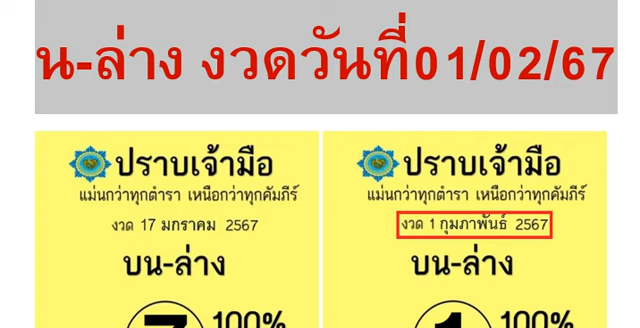 น-ล่าง งวดวันที่01/02/67
ปราบเจ้ามือ
แม่นกว่าทุกตำรา เหนือกว่าทุกคัมภีร์
งวด 17 มกราคม 2567
บน-ล่าง
7 100%
ปราบเจ้ามือ
แม่นกว่าทุกตำรา เหนือกว่าทุกคัมภีร์
งวด 1 กุมภาพันธ์ 2567
บน-ล่าง
1 100%